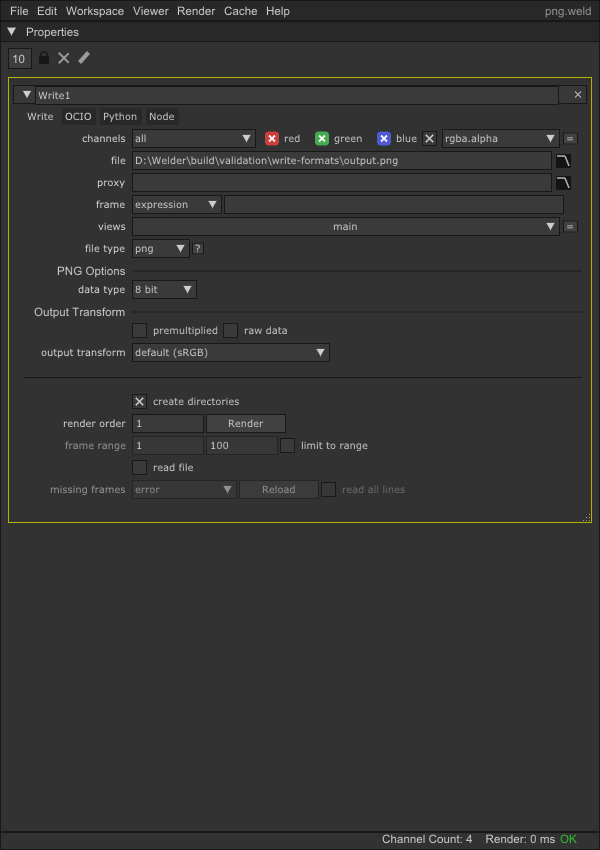 File Edit Workspace Viewer Render Cache Help png.weld
Properties
10
Write1
Write OCIO Python Node
channels all red green blue rgba.alpha =
file D:\Welder\build\validation\write-formats\output.png
proxy
frame expression
views main =
file type png ?
PNG Options
data type 8 bit
Output Transform
premultiplied raw data
output transform default (sRGB)
create directories
render order 1 Render
frame range 1 100 limit to range
read file
missing frames error Reload read all lines
Channel Count: 4 Render: 0 ms OK